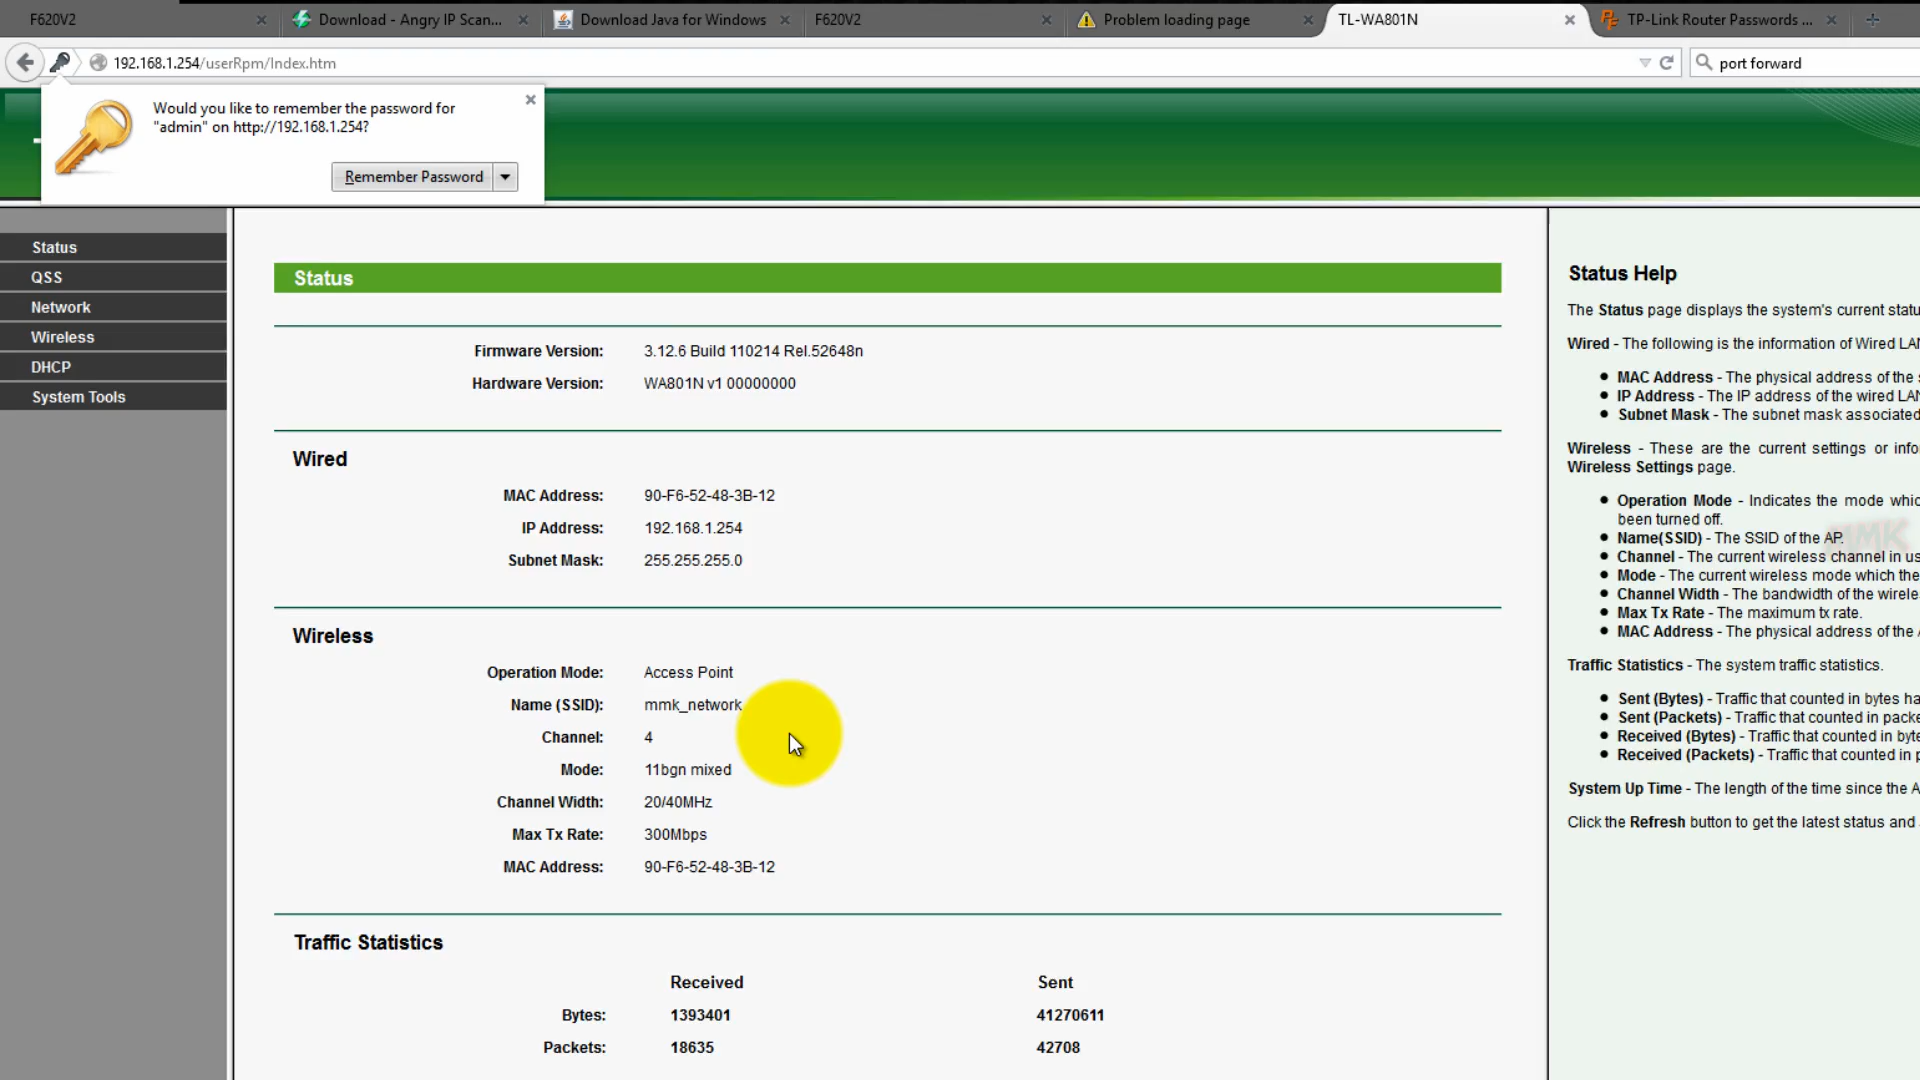 F620V2
Download - Angry IP Scan...
Download Java for Windows
F620V2
Problem loading page
TL-WA801N
TP-Link Router Passwords ...
192.168.1.254/userRpm/Index.htm
port forward
Would you like to remember the password for
"admin" on http://192.168.1.254?
Remember Password
Status
QSS
Network
Wireless
DHCP
System Tools
Status
Firmware Version: 3.12.6 Build 110214 Rel.52648n
Hardware Version: WA801N v1 00000000
Wired
MAC Address: 90-F6-52-48-3B-12
IP Address: 192.168.1.254
Subnet Mask: 255.255.255.0
Wireless
Operation Mode: Access Point
Name (SSID): mmk_network
Channel: 4
Mode: 11bgn mixed
Channel Width: 20/40MHz
Max Tx Rate: 300Mbps
MAC Address: 90-F6-52-48-3B-12
Traffic Statistics
Received Sent
Bytes: 1393401 41270611
Packets: 18635 42708
Status Help
The Status page displays the system's current
Wired - The following is the information of Wired
MAC Address - The physical address of the
IP Address - The IP address of the wired
Subnet Mask - The subnet mask associated
Wireless - These are the current settings or
Wireless Settings page.
Operation Mode - Indicates the mode
been turned off.
Name(SSID) - The SSID of the AP.
Channel - The current wireless channel in
Mode - The current wireless mode which the
Channel Width - The bandwidth of the
Max Tx Rate - The maximum tx rate.
MAC Address - The physical address of the
Traffic Statistics - The system traffic statistics.
Sent (Bytes) - Traffic that counted in bytes
Sent (Packets) - Traffic that counted in
Received (Bytes) - Traffic that counted in
Received (Packets) - Traffic that counted in
System Up Time - The length of the time since the
Click the Refresh button to get the latest status and
MMK